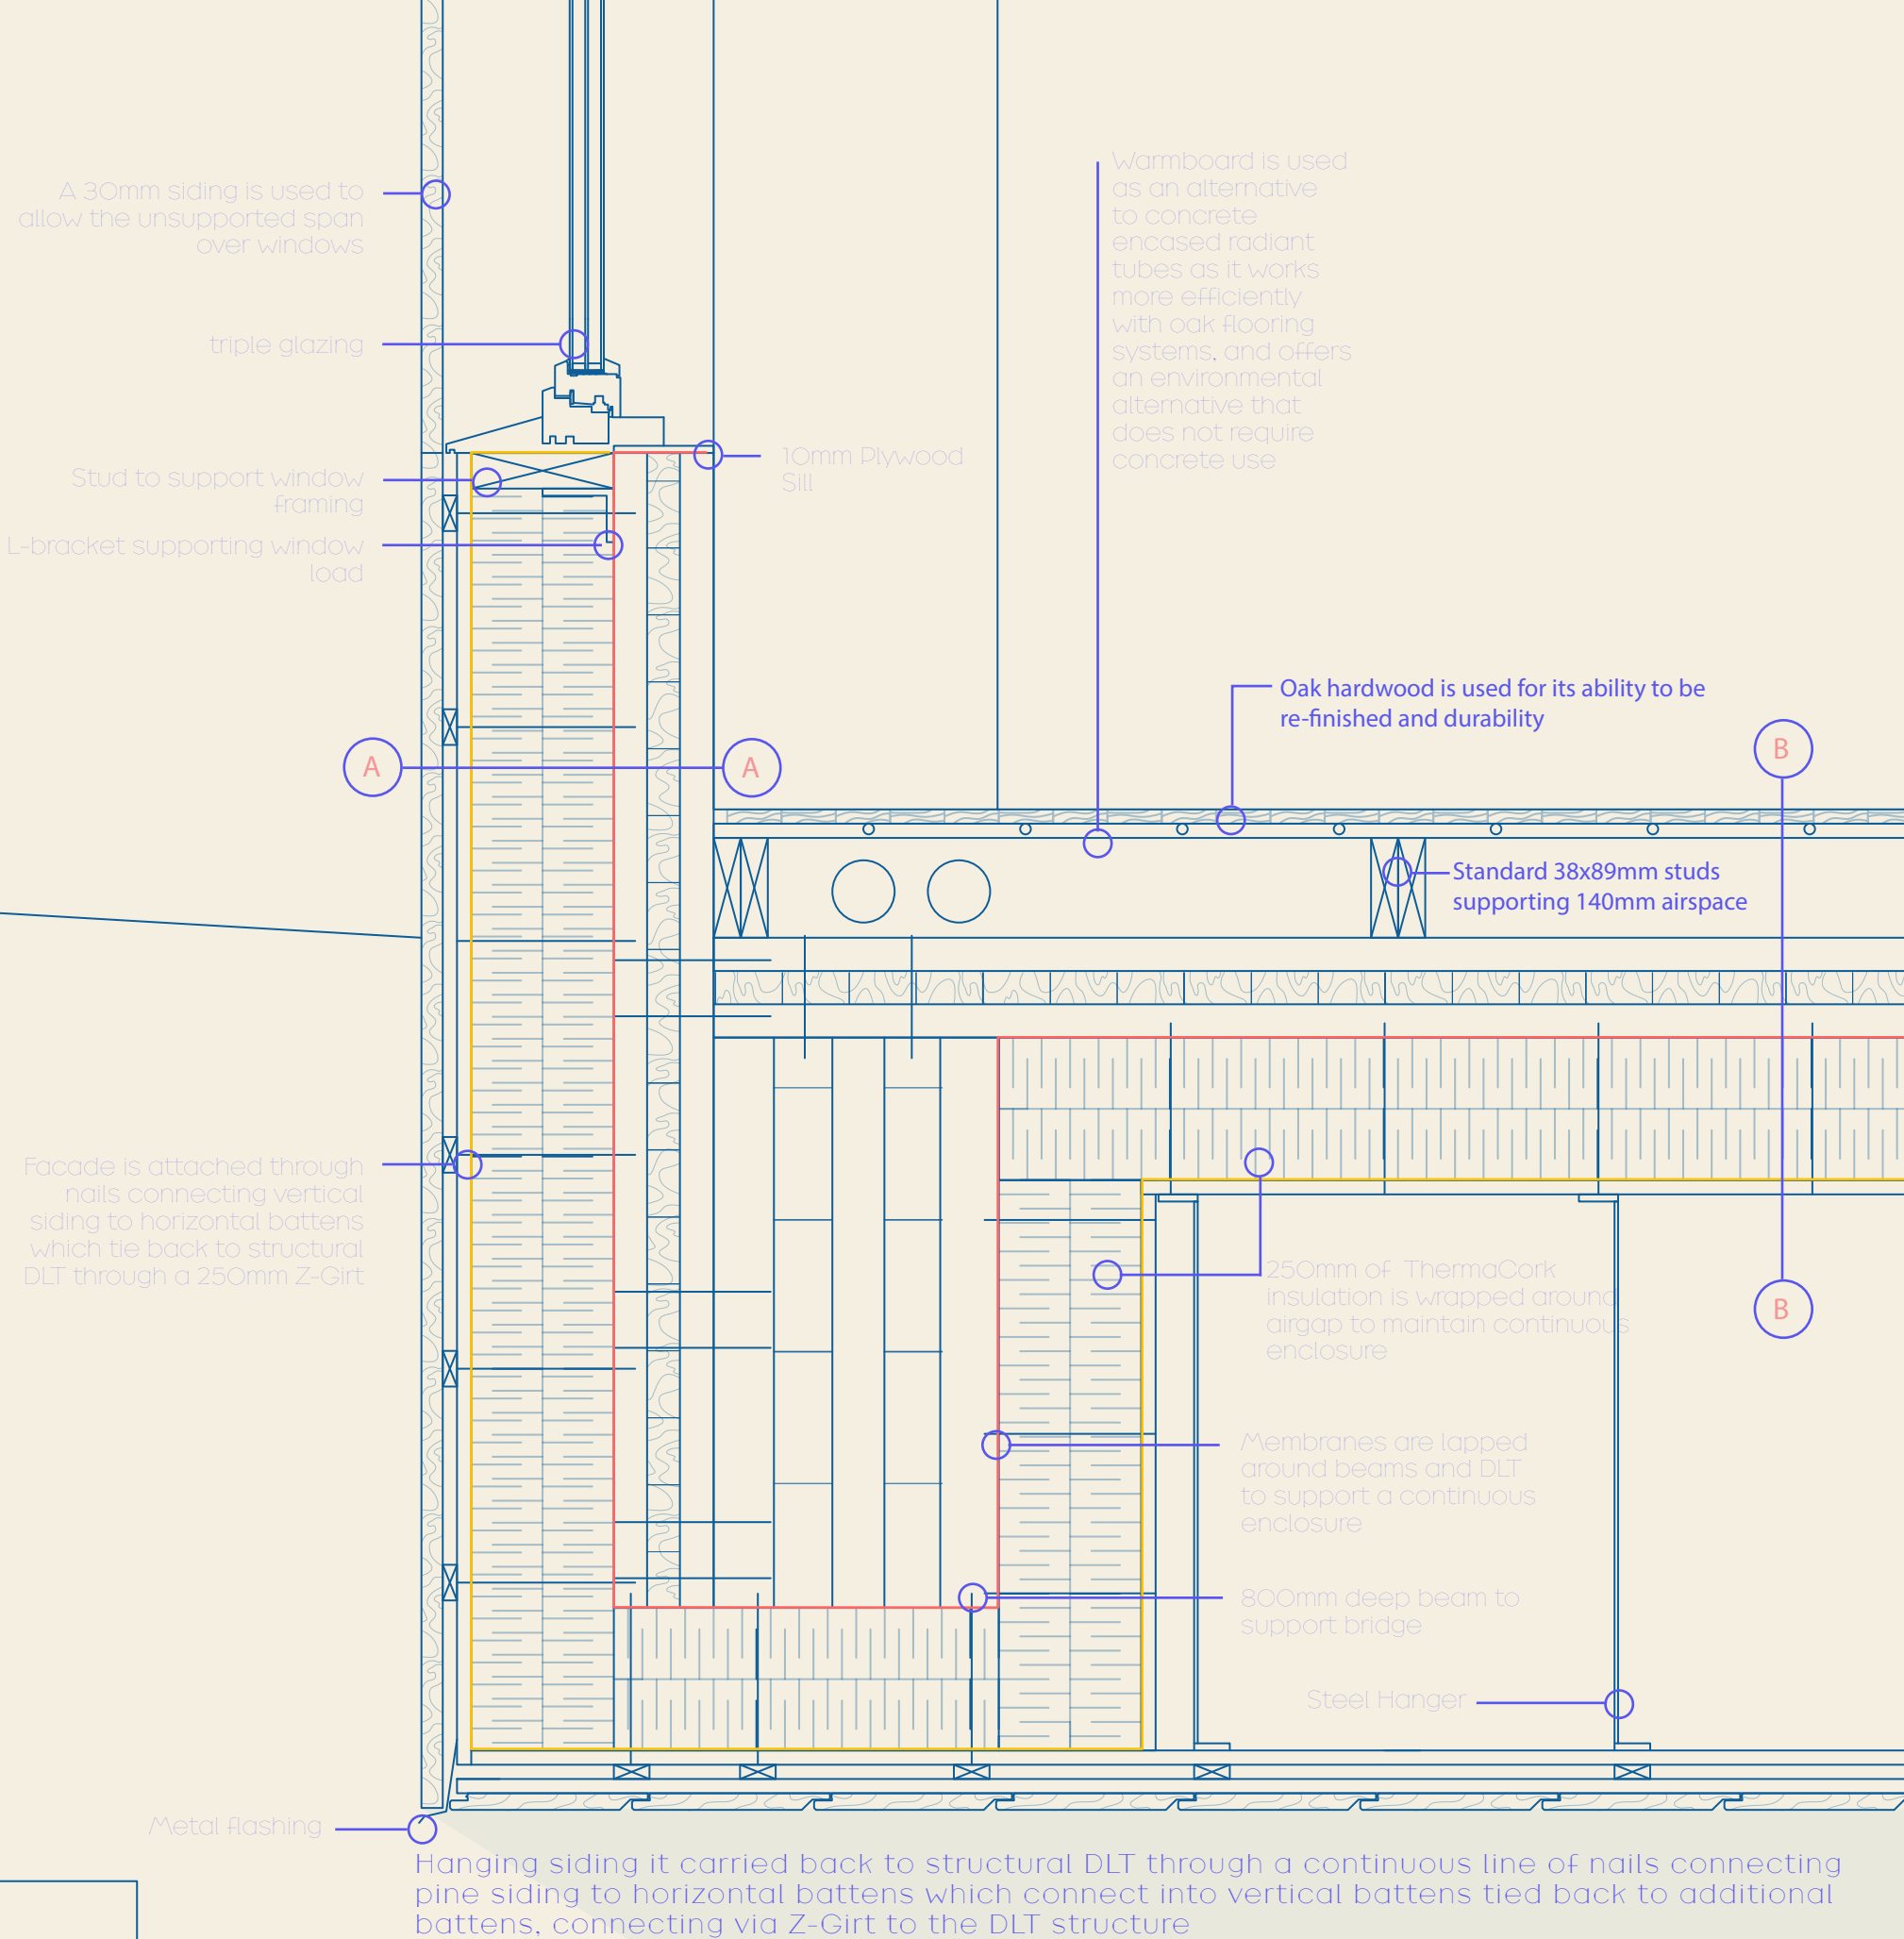 A 30mm siding is used to
allow the unsupported span
over windows
triple glazing
Stud to support window
framing
L-bracket supporting window
load
10mm Plywood
Sill
Warmboard is used
as an alternative
to concrete
encased radiant
tubes as it works
more efficiently
with oak flooring
systems, and offers
an environmental
alternative that
does not require
concrete use
Oak hardwood is used for its ability to be
re-finished and durability
B
A
A
Standard 38x89mm studs
supporting 140mm airspace
Facade is attached through
nails connecting vertical
siding to horizontal battens
which tie back to structural
DLT through a 250mm Z-Girt
250mm of ThermaCork
insulation is wrapped around
airgap to maintain continuous
enclosure
B
Membranes are lapped
around beams and DLT
to support a continuous
enclosure
800mm deep beam to
support bridge
Steel Hanger
Metal flashing
Hanging siding it carried back to structural DLT through a continuous line of nails connecting
pine siding to horizontal battens which connect into vertical battens tied back to additional
battens, connecting via Z-Girt to the DLT structure